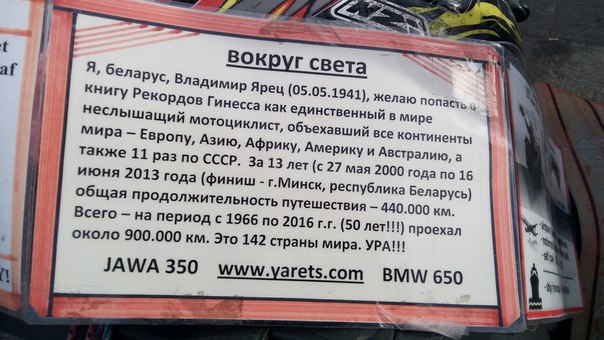 et
af
вокруг света
Я, беларус, Владимир Ярец (05.05.1941), желаю попасть в
книгу Рекордов Гинесса как единственный в мире
неслышащий мотоциклист, объехавший все континенты
мира – Европу, Азию, Африку, Америку и Австралию, а
также 11 раз по СССР. За 13 лет (с 27 мая 2000 года по 16
июня 2013 года (финиш - г.Минск, республика Беларусь)
общая продолжительность путешествия – 440.000 км.
Всего – на период с 1966 по 2016 г.г. (50 лет!!!) проехал
около 900.000 км. Это 142 страны мира. УРА!!!
JAWA 350 www.yarets.com BMW 650